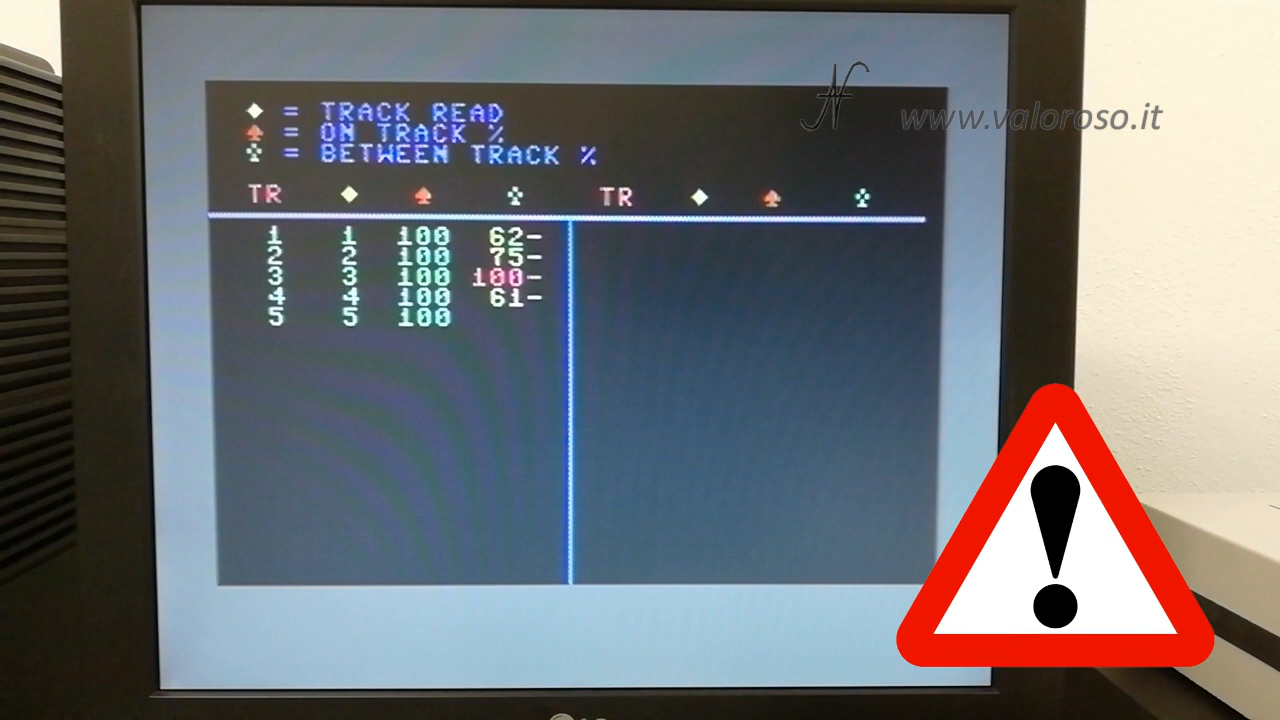 ♦ = TRACK READ
♠ = ON TRACK %
♣ = BETWEEN TRACK %
TR ♦ ♠ ♣ TR ♦ ♠ ♣
1 1 100 62-
2 2 100 75-
3 3 100 100-
4 4 100 61-
5 5 100
www.valoroso.it
!